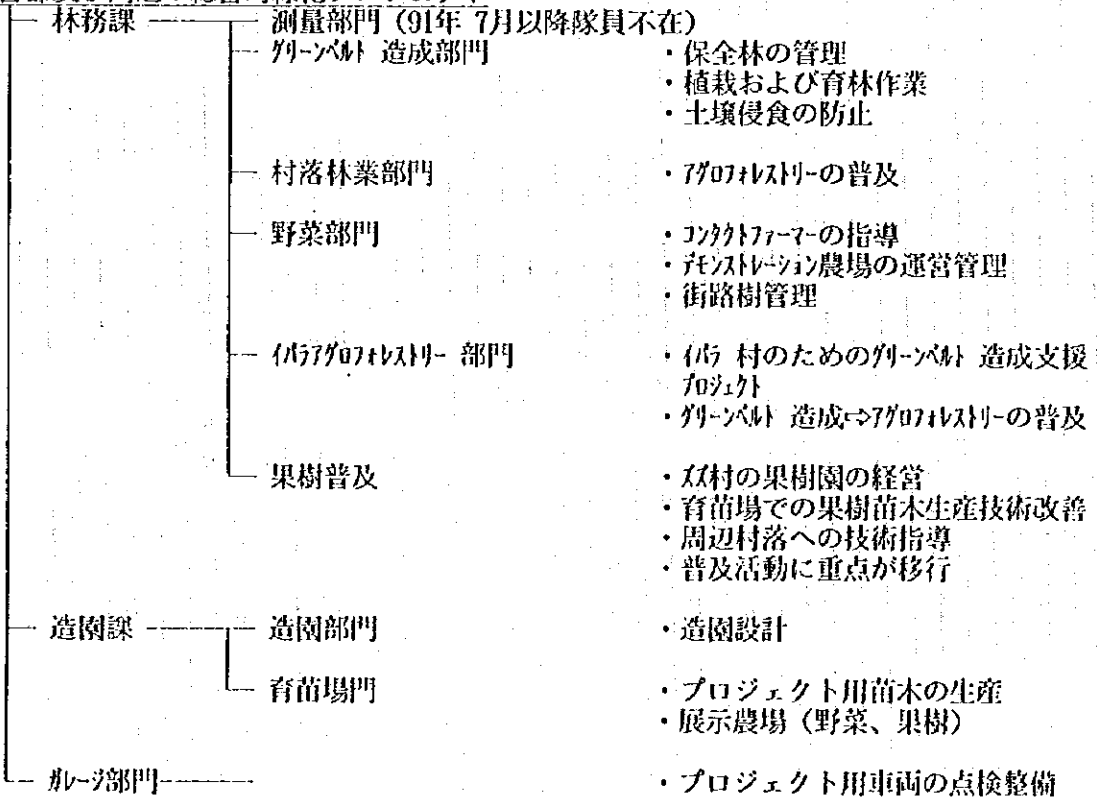 林務課 測量部門（91年 7月以降隊員不在）
グリーンベルト 造成部門 ・保全林の管理
・植栽および育林作業
・土壌侵食の防止
村落林業部門 ・アグロフォレストリーの普及
野菜部門 ・コンタクトファーマーの指導
・デモンストレーション農場の運営管理
・街路樹管理
イバラアグロフォレストリー 部門 ・イバラ 村のためのグリーンベルト 造成支援
プロジェクト
・グリーンベルト 造成⇨アグロフォレストリーの普及
果樹普及 ・ズズ村の果樹園の経営
・育苗場での果樹苗木生産技術改善
・周辺村落への技術指導
・普及活動に重点が移行
造園課 造園部門 ・造園設計
育苗場門 ・プロジェクト用苗木の生産
・展示農場（野菜、果樹）
ガレージ部門 ・プロジェクト用車両の点検整備